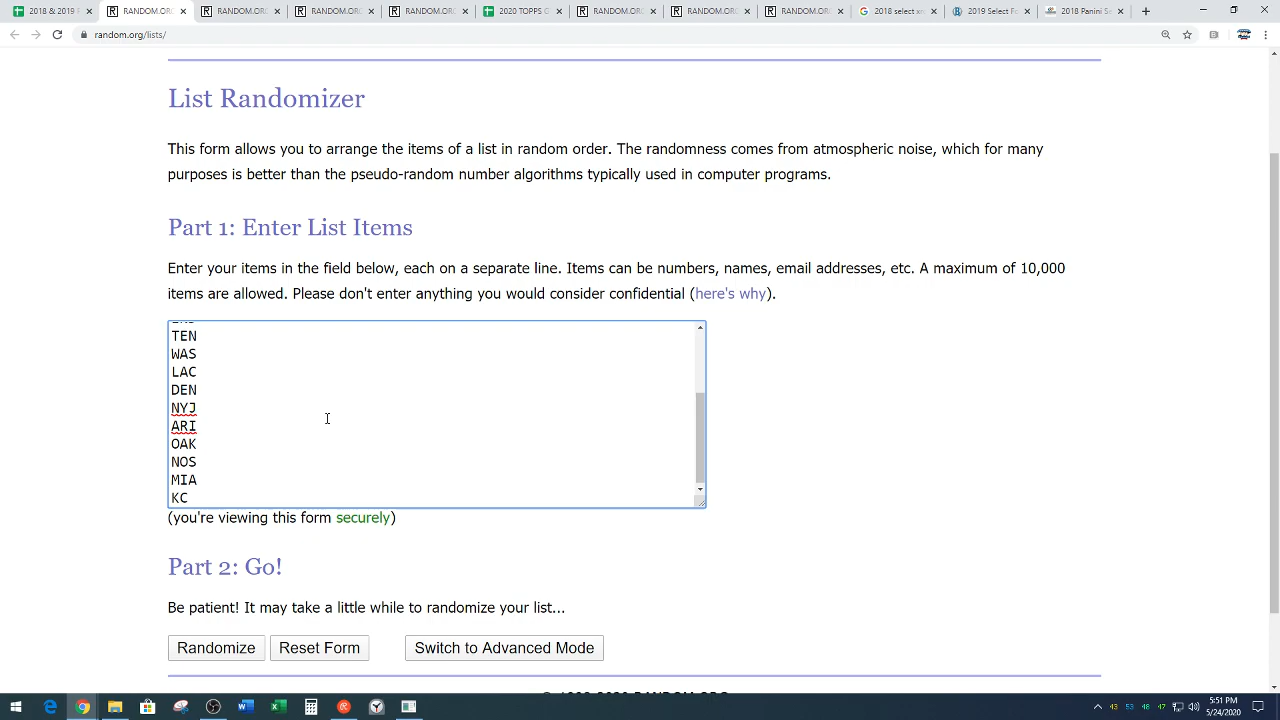 2018 & 2019 F
RANDOM.ORG
RANDOM.ORG
RANDOM.ORG
RANDOM.ORG
2020 TOPPS G
RANDOM.ORG
RANDOM.ORG
RANDOM.ORG
2018 select xr
2019 Select Fo
2018 Panini Se
random.org/lists/
List Randomizer
This form allows you to arrange the items of a list in random order. The randomness comes from atmospheric noise, which for many
purposes is better than the pseudo-random number algorithms typically used in computer programs.
Part 1: Enter List Items
Enter your items in the field below, each on a separate line. Items can be numbers, names, email addresses, etc. A maximum of 10,000
items are allowed. Please don't enter anything you would consider confidential (here's why).
TEN
WAS
LAC
DEN
NYJ
ARI
OAK
NOS
MIA
KC
(you're viewing this form securely)
Part 2: Go!
Be patient! It may take a little while to randomize your list...
Randomize Reset Form Switch to Advanced Mode
43 53 48 47
5:51 PM
5/24/2020